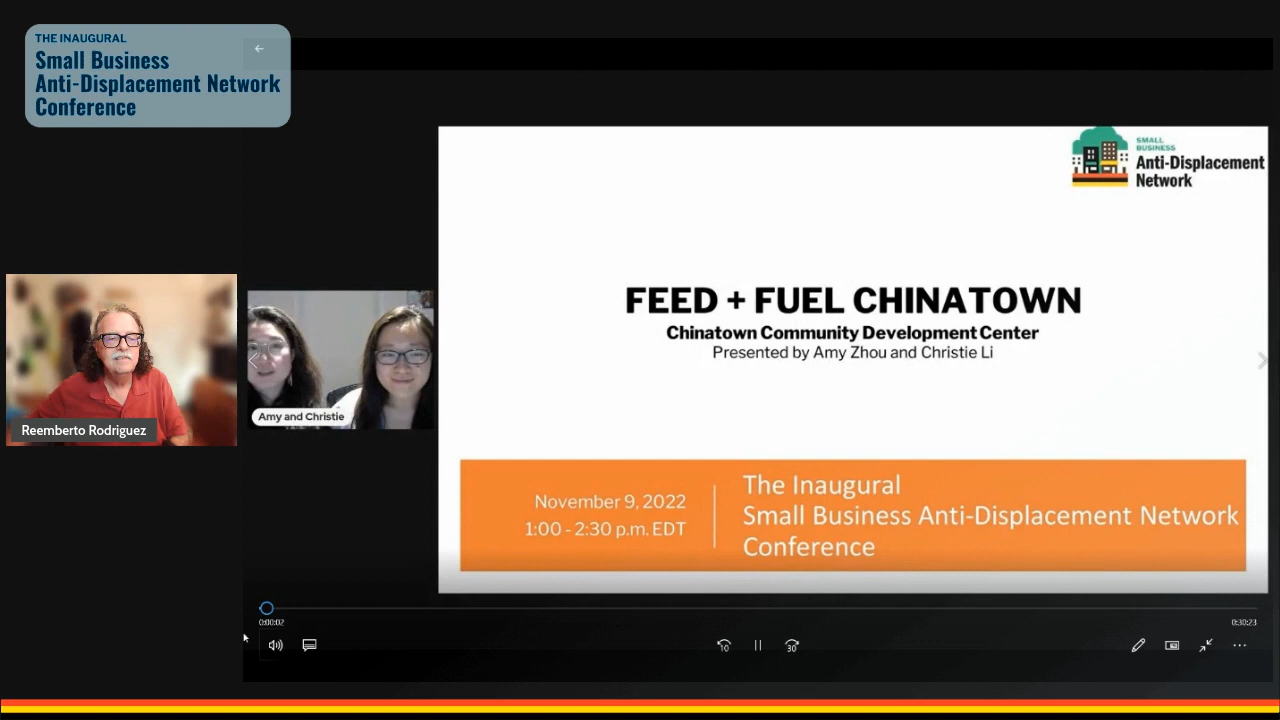 THE INAUGURAL
Small Business
Anti-Displacement Network
Conference
SMALL
BUSINESS
Anti-Displacement
Network
FEED + FUEL CHINATOWN
Chinatown Community Development Center
Presented by Amy Zhou and Christie Li
Amy and Christie
Reemberto Rodriguez
November 9, 2022
1:00 - 2:30 p.m. EDT
The Inaugural
Small Business Anti-Displacement Network
Conference
0:00:02
0:30:23
10
30